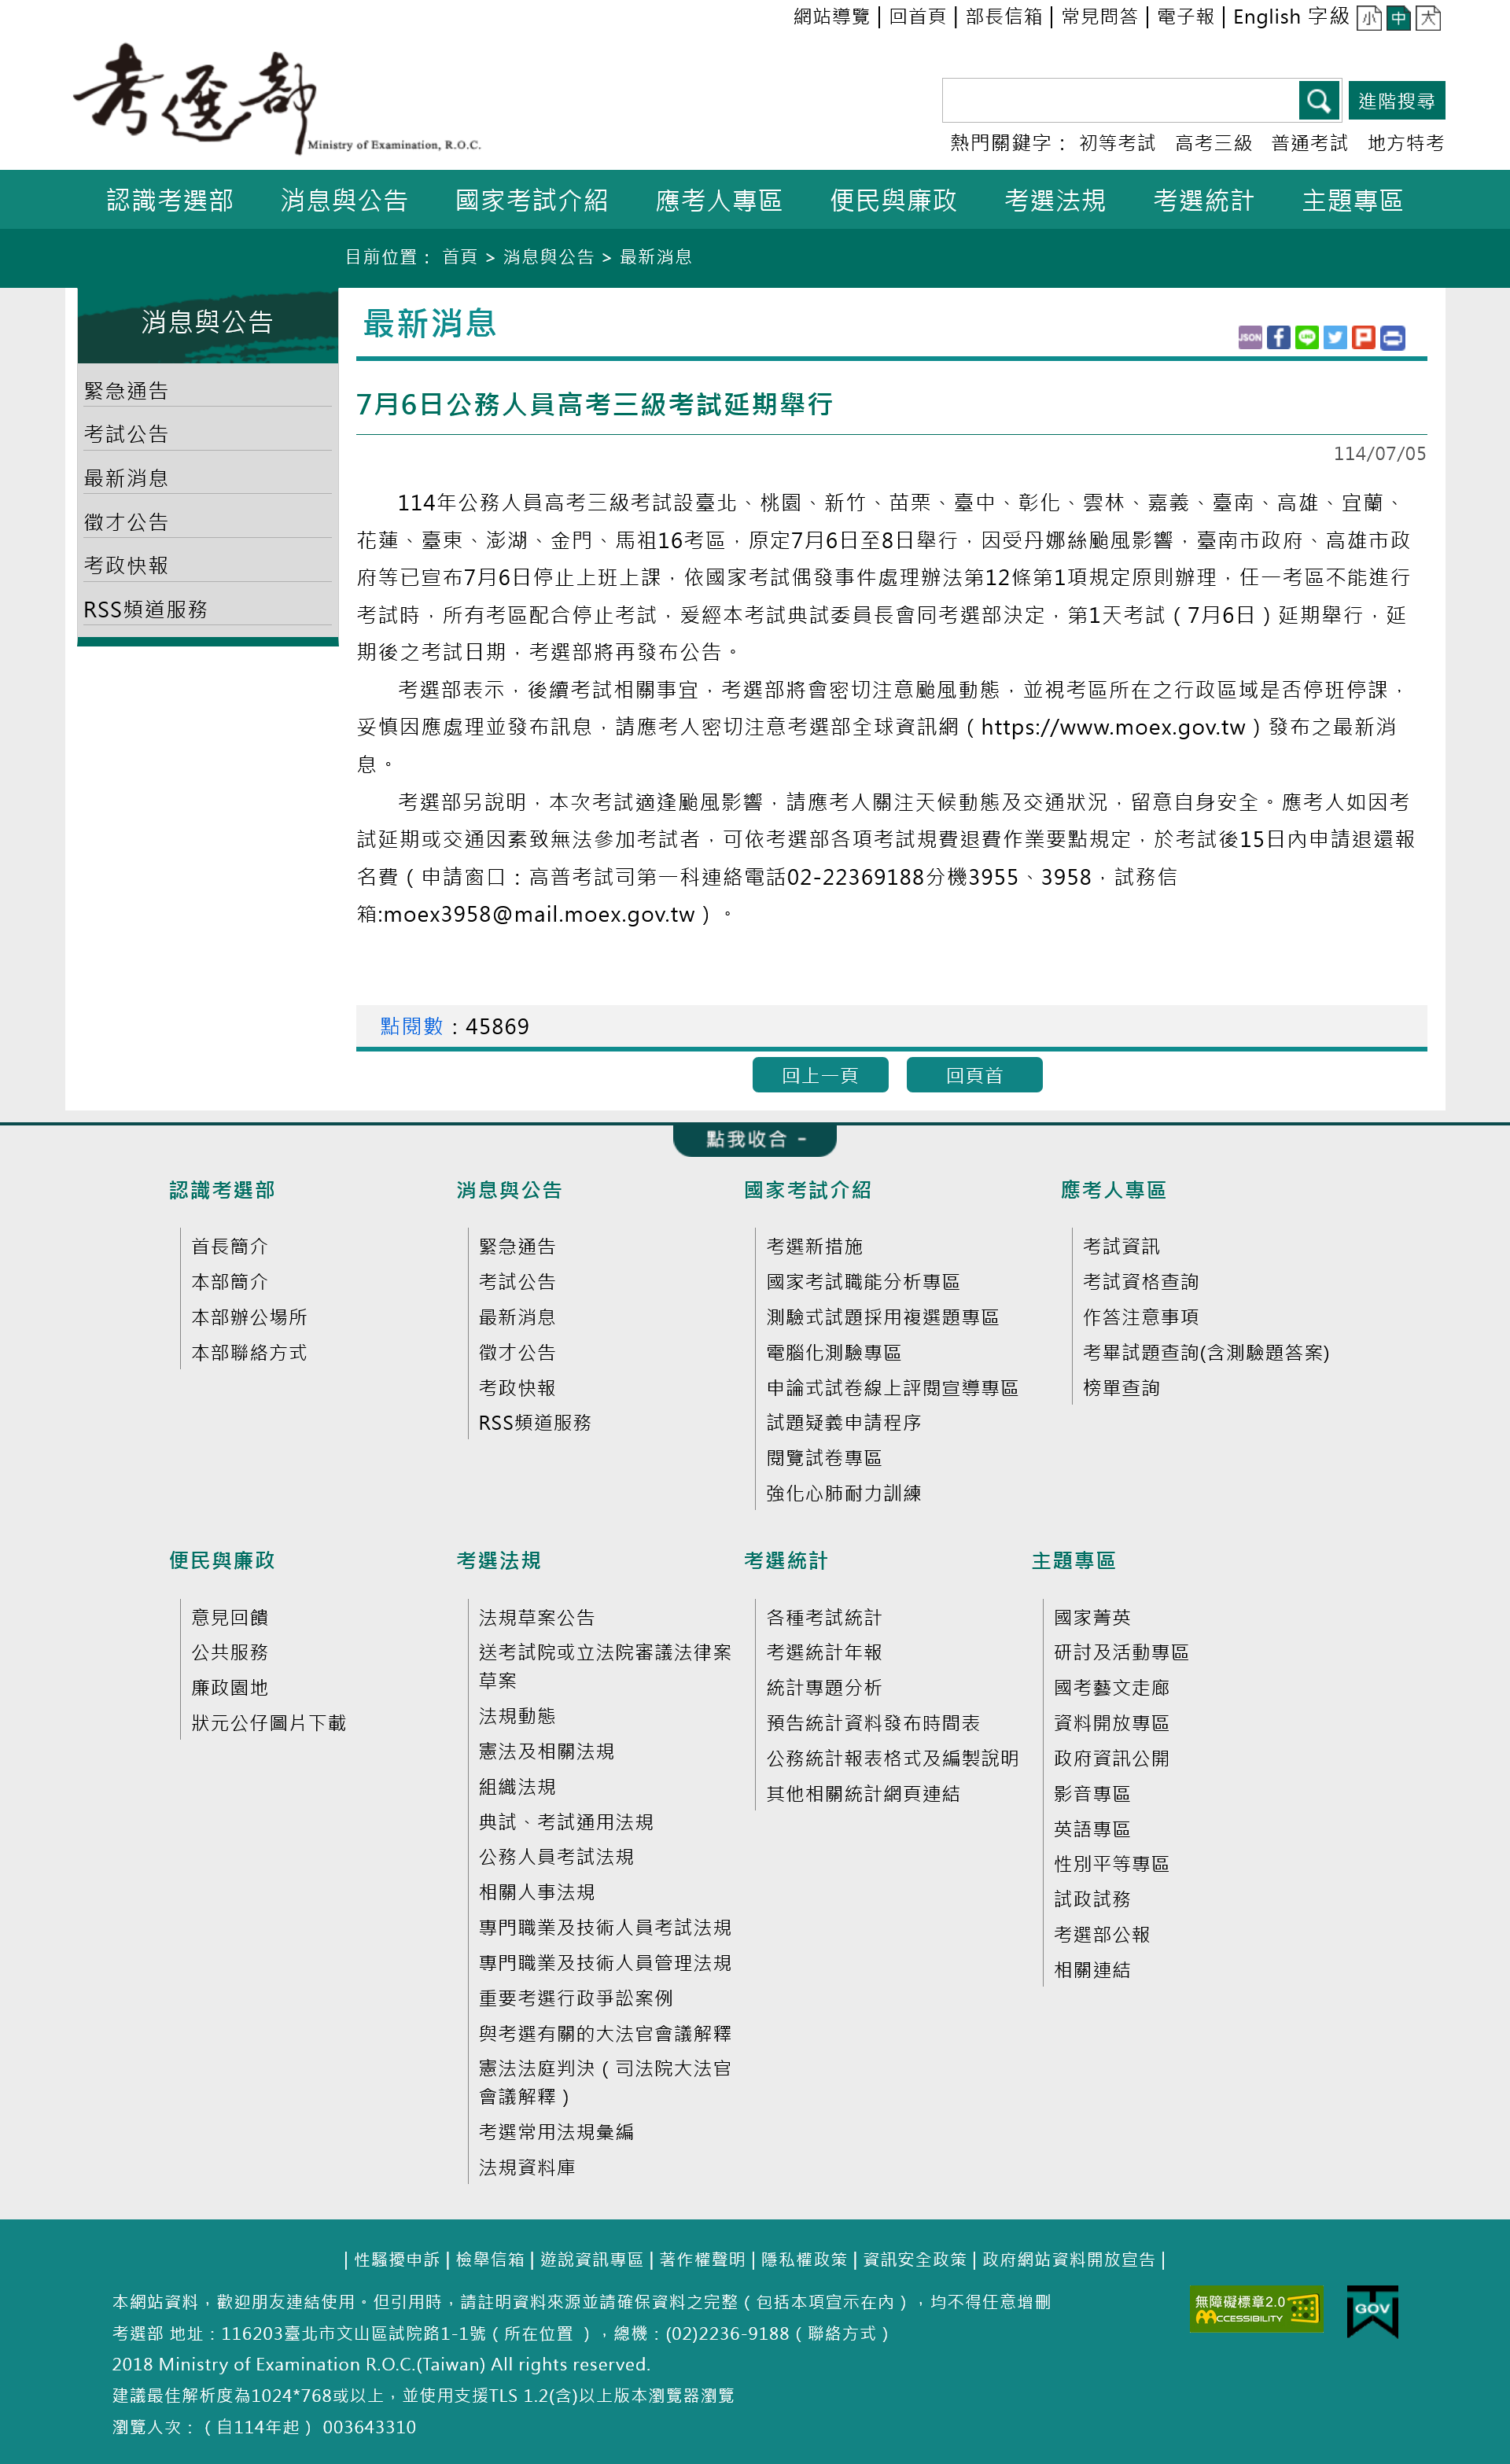 網站導覽 | 回首頁 | 部長信箱 | 常見問答 | 電子報 | English 字級 小 中 大
考選部
Ministry of Examination, R.O.C.
進階搜尋
熱門關鍵字： 初等考試 高考三級 普通考試 地方特考
認識考選部 消息與公告 國家考試介紹 應考人專區 便民與廉政 考選法規 考選統計 主題專區
目前位置： 首頁 > 消息與公告 > 最新消息
消息與公告
緊急通告
考試公告
最新消息
徵才公告
考政快報
RSS頻道服務
最新消息
JSON
7月6日公務人員高考三級考試延期舉行
114/07/05
114年公務人員高考三級考試設臺北、桃園、新竹、苗栗、臺中、彰化、雲林、嘉義、臺南、高雄、宜蘭、
花蓮、臺東、澎湖、金門、馬祖16考區，原定7月6日至8日舉行，因受丹娜絲颱風影響，臺南市政府、高雄市政
府等已宣布7月6日停止上班上課，依國家考試偶發事件處理辦法第12條第1項規定原則辦理，任一考區不能進行
考試時，所有考區配合停止考試，爰經本考試典試委員長會同考選部決定，第1天考試（7月6日）延期舉行，延
期後之考試日期，考選部將再發布公告。
考選部表示，後續考試相關事宜，考選部將會密切注意颱風動態，並視考區所在之行政區域是否停班停課，
妥慎因應處理並發布訊息，請應考人密切注意考選部全球資訊網（https://www.moex.gov.tw）發布之最新消
息。
考選部另說明，本次考試適逢颱風影響，請應考人關注天候動態及交通狀況，留意自身安全。應考人如因考
試延期或交通因素致無法參加考試者，可依考選部各項考試規費退費作業要點規定，於考試後15日內申請退還報
名費（申請窗口：高普考試司第一科連絡電話02-22369188分機3955、3958，試務信
箱:moex3958@mail.moex.gov.tw）。
點閱數：45869
回上一頁 回頁首
點我收合 -
認識考選部
首長簡介
本部簡介
本部辦公場所
本部聯絡方式
消息與公告
緊急通告
考試公告
最新消息
徵才公告
考政快報
RSS頻道服務
國家考試介紹
考選新措施
國家考試職能分析專區
測驗式試題採用複選題專區
電腦化測驗專區
申論式試卷線上評閱宣導專區
試題疑義申請程序
閱覽試卷專區
強化心肺耐力訓練
應考人專區
考試資訊
考試資格查詢
作答注意事項
考畢試題查詢(含測驗題答案)
榜單查詢
便民與廉政
意見回饋
公共服務
廉政園地
狀元公仔圖片下載
考選法規
法規草案公告
送考試院或立法院審議法律案
草案
法規動態
憲法及相關法規
組織法規
典試、考試通用法規
公務人員考試法規
相關人事法規
專門職業及技術人員考試法規
專門職業及技術人員管理法規
重要考選行政爭訟案例
與考選有關的大法官會議解釋
憲法法庭判決（司法院大法官
會議解釋）
考選常用法規彙編
法規資料庫
考選統計
各種考試統計
考選統計年報
統計專題分析
預告統計資料發布時間表
公務統計報表格式及編製說明
其他相關統計網頁連結
主題專區
國家菁英
研討及活動專區
國考藝文走廊
資料開放專區
政府資訊公開
影音專區
英語專區
性別平等專區
試政試務
考選部公報
相關連結
| 性騷擾申訴 | 檢舉信箱 | 遊說資訊專區 | 著作權聲明 | 隱私權政策 | 資訊安全政策 | 政府網站資料開放宣告 |
本網站資料，歡迎朋友連結使用。但引用時，請註明資料來源並請確保資料之完整（包括本項宣示在內），均不得任意增刪
考選部 地址：116203臺北市文山區試院路1-1號（所在位置 ），總機：(02)2236-9188（聯絡方式）
2018 Ministry of Examination R.O.C.(Taiwan) All rights reserved.
建議最佳解析度為1024*768或以上，並使用支援TLS 1.2(含)以上版本瀏覽器瀏覽
瀏覽人次：（自114年起） 003643310
無障礙標章2.0
ACCESSIBILITY
GOV